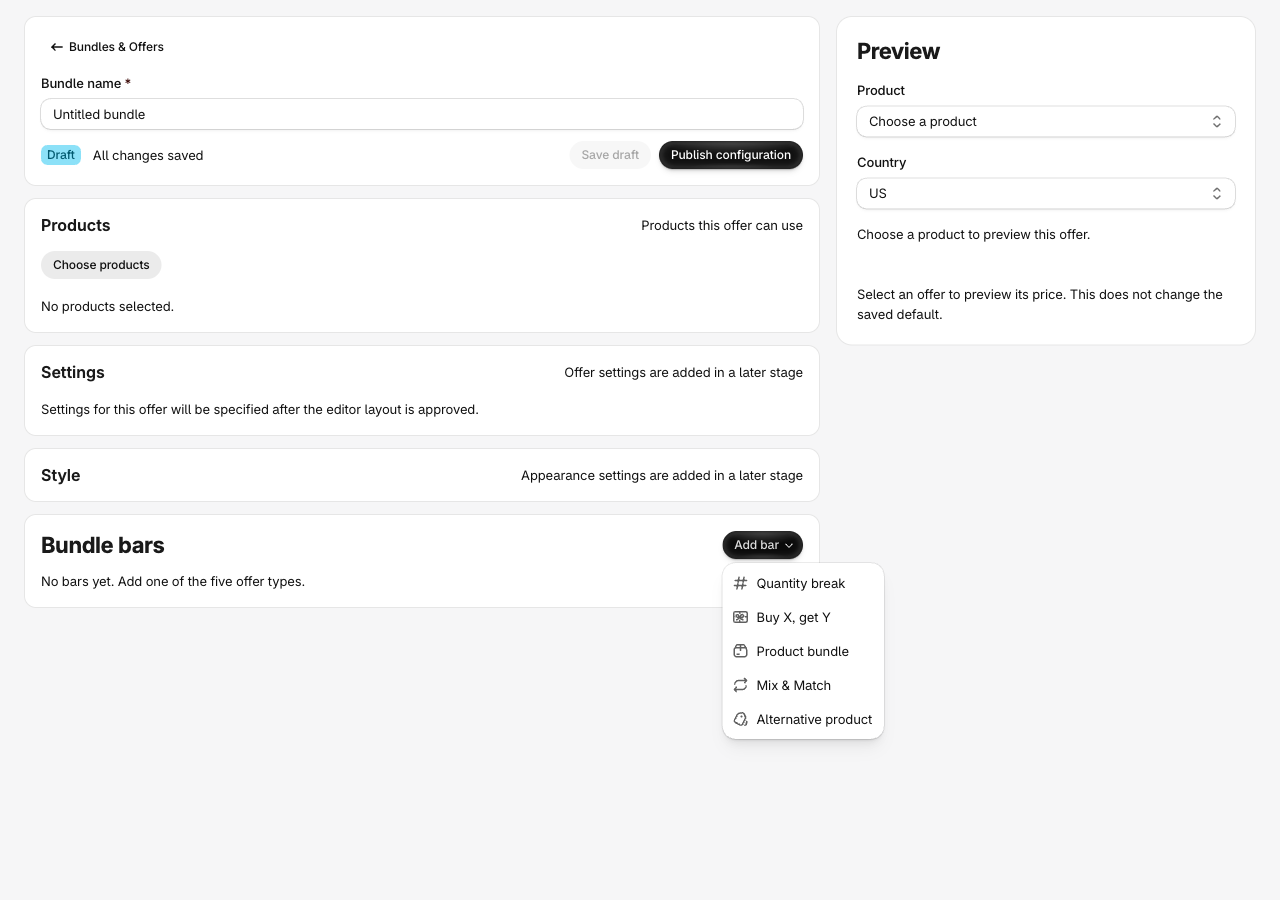 Bundles & Offers
Bundle name *
Untitled bundle
Draft All changes saved Save draft Publish configuration
Products Products this offer can use
Choose products
No products selected.
Settings Offer settings are added in a later stage
Settings for this offer will be specified after the editor layout is approved.
Style Appearance settings are added in a later stage
Bundle bars Add bar
No bars yet. Add one of the five offer types.
Quantity break
Buy X, get Y
Product bundle
Mix & Match
Alternative product
Preview
Product
Choose a product
Country
US
Choose a product to preview this offer.
Select an offer to preview its price. This does not change the
saved default.